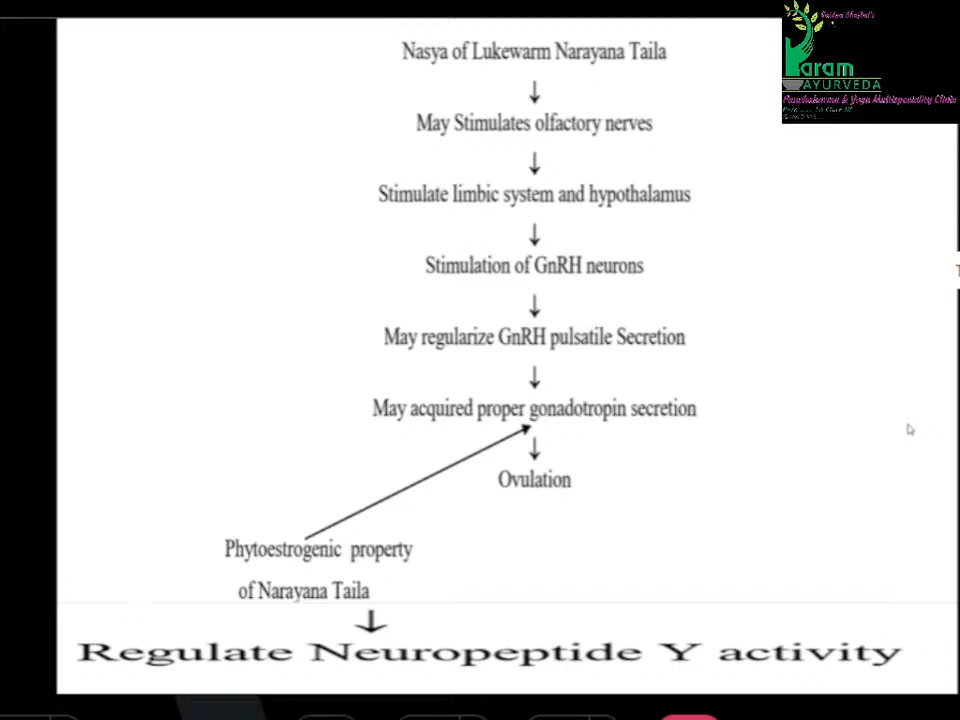 Nasya of Lukewarm Narayana Taila
↓
May Stimulates olfactory nerves
↓
Stimulate limbic system and hypothalamus
↓
Stimulation of GnRH neurons
↓
May regularize GnRH pulsatile Secretion
↓
May acquired proper gonadotropin secretion
↓
Ovulation
Phytoestrogenic property
of Narayana Taila
↓
Regulate Neuropeptide Y activity
Param
AYURVEDA
Panchakarma & Yoga Multispeciality Clinic